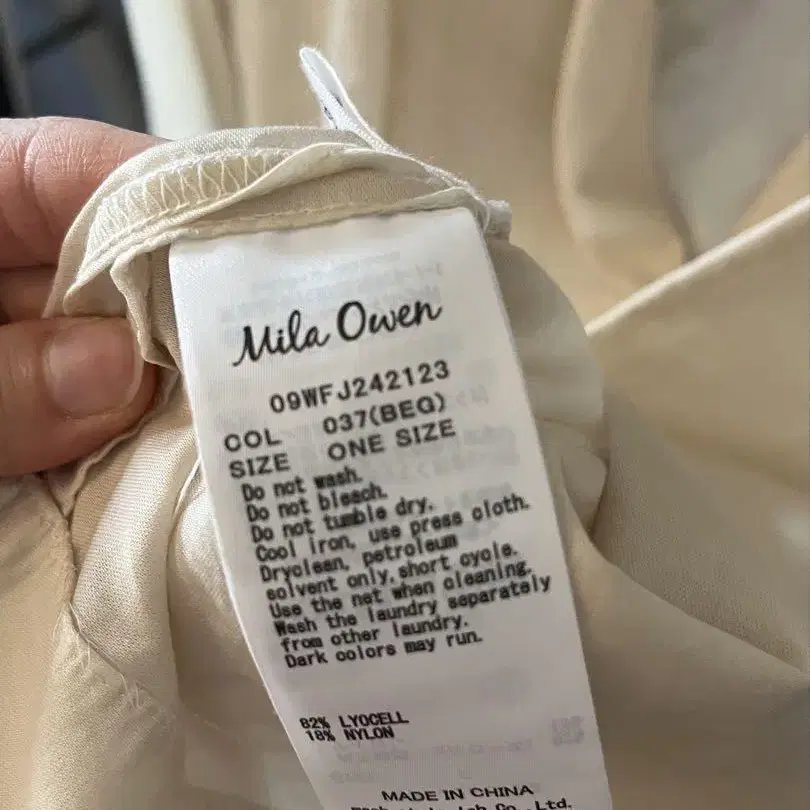 Mila Owen
09WFJ242123
COL 037(BEG)
SIZE ONE SIZE
Do not wash.
Do not bleach.
Do not tumble dry.
Cool iron, use press cloth.
Dryclean, petroleum
solvent only, short cycle.
Use the net when cleaning.
Wash the laundry separately
from other laundry.
Dark colors may run.
82% LYOCELL
18% NYLON
MADE IN CHINA
Co., Ltd.